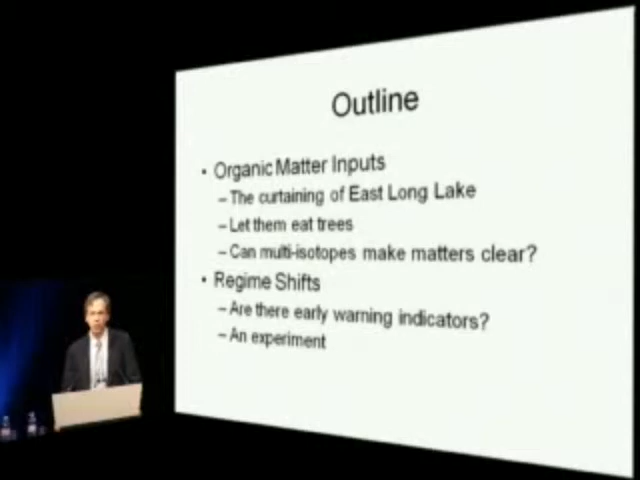 Outline
• Organic Matter Inputs
– The curtaining of East Long Lake
– Let them eat trees
– Can multi-isotopes make matters clear?
• Regime Shifts
– Are there early warning indicators?
– An experiment